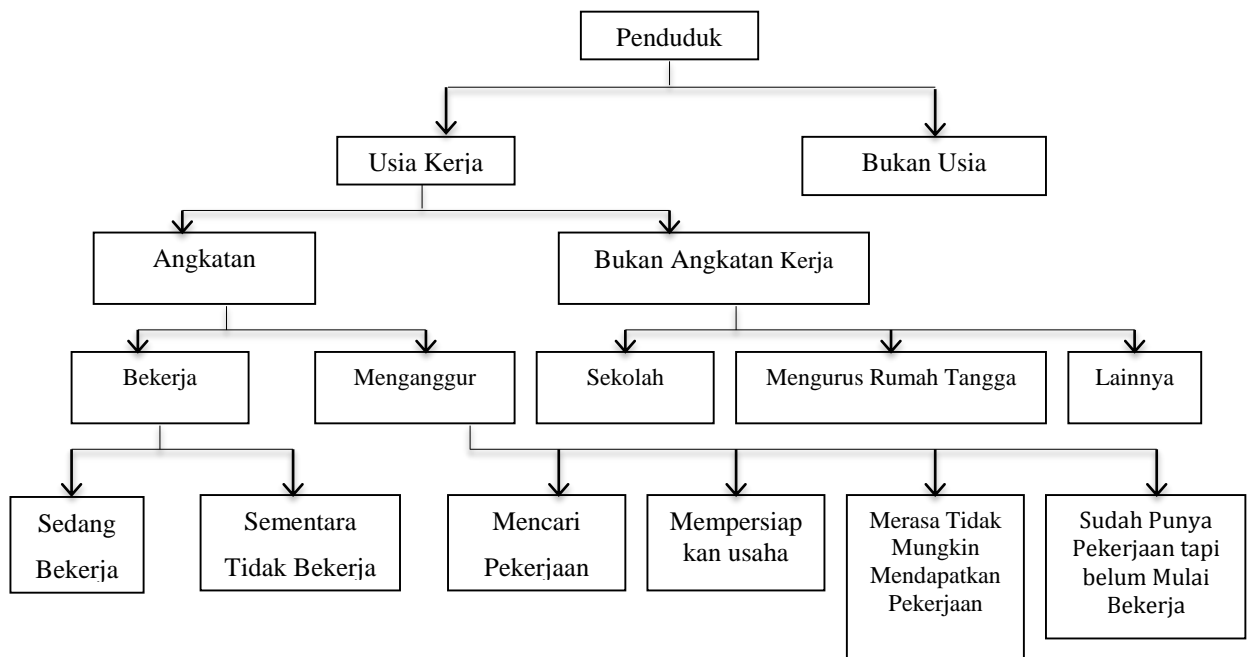 Penduduk
Usia Kerja
Bukan Usia
Angkatan
Bukan Angkatan Kerja
Bekerja
Menganggur
Sekolah
Mengurus Rumah Tangga
Lainnya
Sedang
Bekerja
Sementara
Tidak Bekerja
Mencari
Pekerjaan
Mempersiap
kan usaha
Merasa Tidak
Mungkin
Mendapatkan
Pekerjaan
Sudah Punya
Pekerjaan tapi
belum Mulai
Bekerja